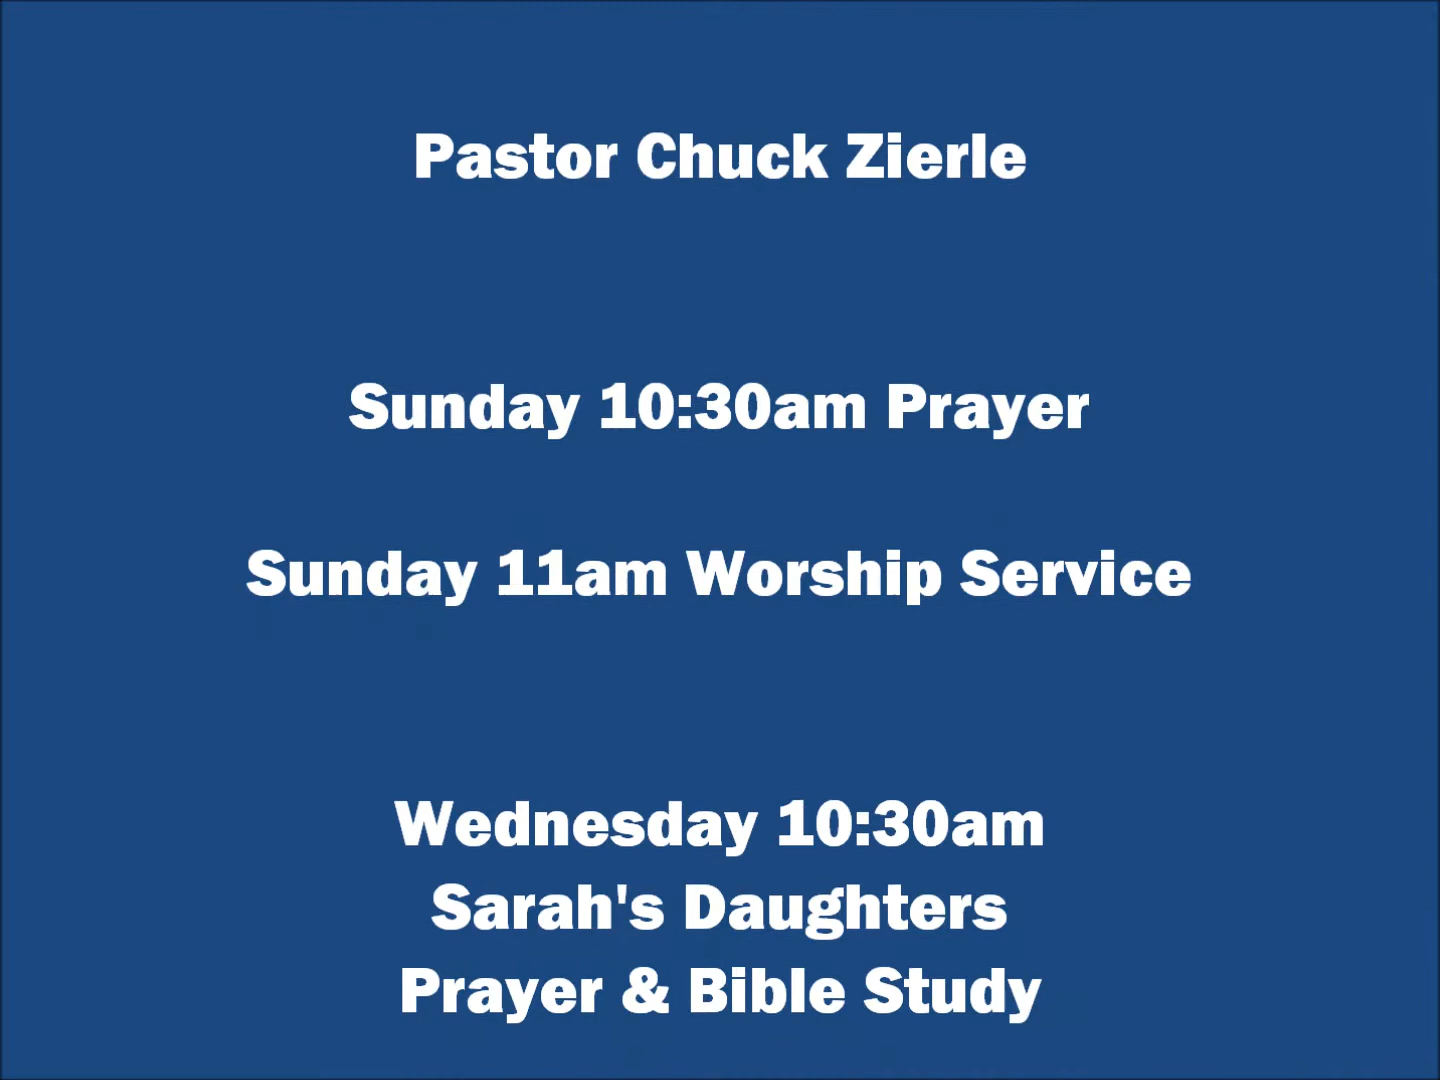 Pastor Chuck Zierle
Sunday 10:30am Prayer
Sunday 11am Worship Service
Wednesday 10:30am
Sarah's Daughters
Prayer & Bible Study